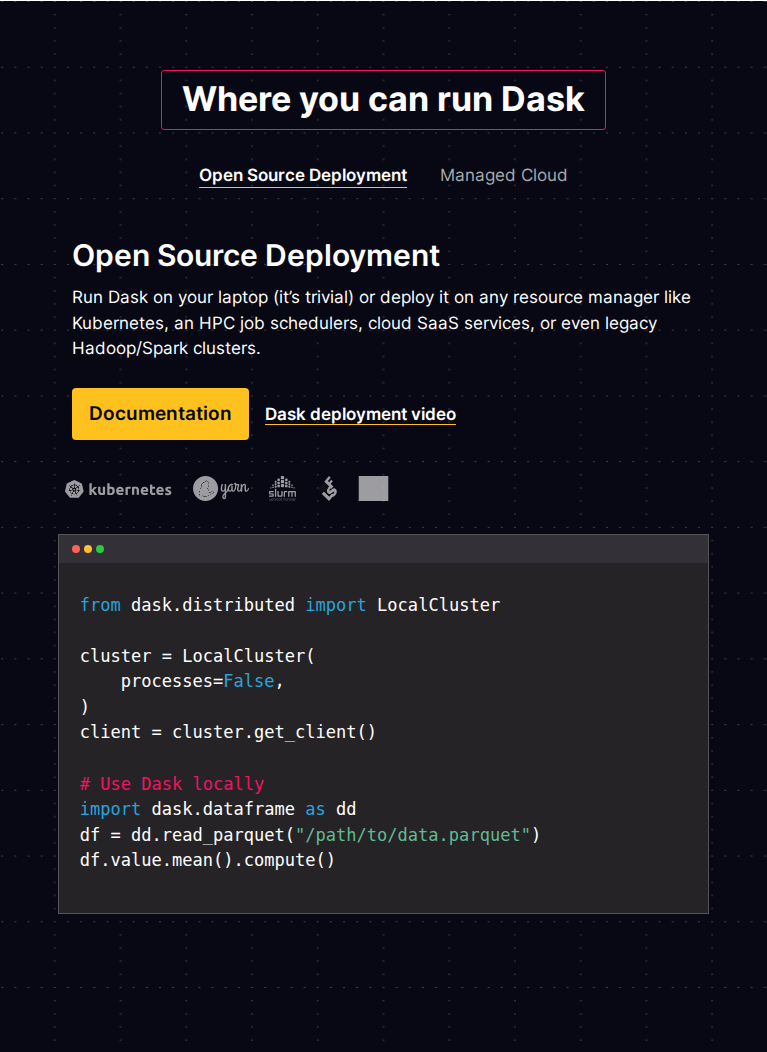 Where you can run Dask
Open Source Deployment Managed Cloud
Open Source Deployment
Run Dask on your laptop (it’s trivial) or deploy it on any resource manager like
Kubernetes, an HPC job schedulers, cloud SaaS services, or even legacy
Hadoop/Spark clusters.
Documentation Dask deployment video
kubernetes yarn slurm
from dask.distributed import LocalCluster
cluster = LocalCluster(
    processes=False,
)
client = cluster.get_client()
# Use Dask locally
import dask.dataframe as dd
df = dd.read_parquet("/path/to/data.parquet")
df.value.mean().compute()